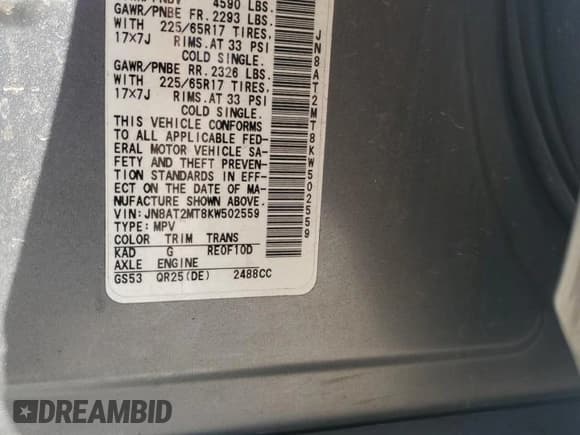 4590 LBS.
GAWR/PNBE FR. 2293 LBS.
WITH 225/65R17 TIRES,
17X7J RIMS. AT 33 PSI
COLD SINGLE.
GAWR/PNBE RR. 2326 LBS.
WITH 225/65R17 TIRES,
17X7J RIMS. AT 33 PSI
COLD SINGLE.
THIS VEHICLE CONFORMS
TO ALL APPLICABLE FED-
ERAL MOTOR VEHICLE SA-
FETY AND THEFT PREVEN-
TION STANDARDS IN EFF-
ECT ON THE DATE OF MA-
NUFACTURE SHOWN ABOVE.
VIN: JN8AT2MT8KW502559
TYPE: MPV
COLOR TRIM TRANS
KAD G RE0F10D
AXLE ENGINE
GS53 QR25(DE) 2488CC
JN8AT2MT8KW502559
DREAMBID